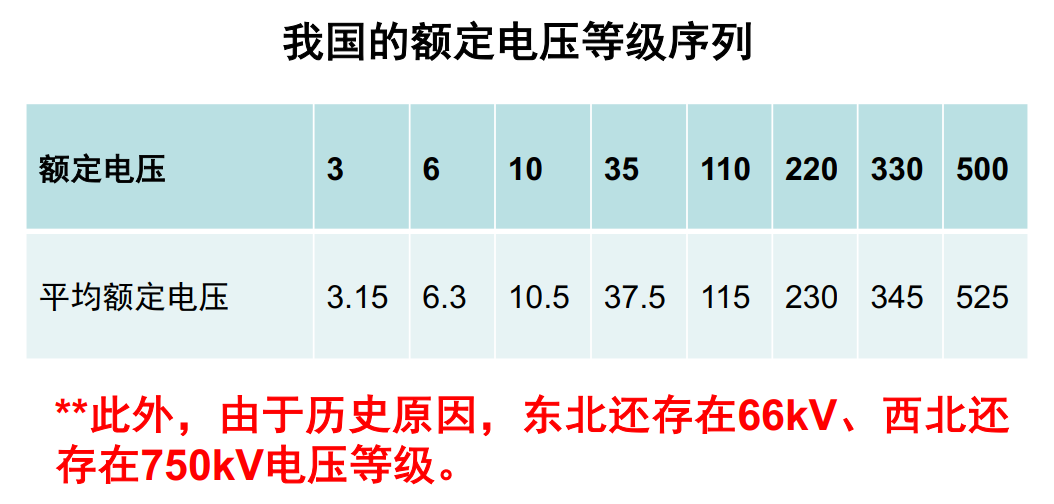 我国的额定电压等级序列
额定电压 3 6 10 35 110 220 330 500
平均额定电压 3.15 6.3 10.5 37.5 115 230 345 525
**此外，由于历史原因，东北还存在66kV、西北还
存在750kV电压等级。